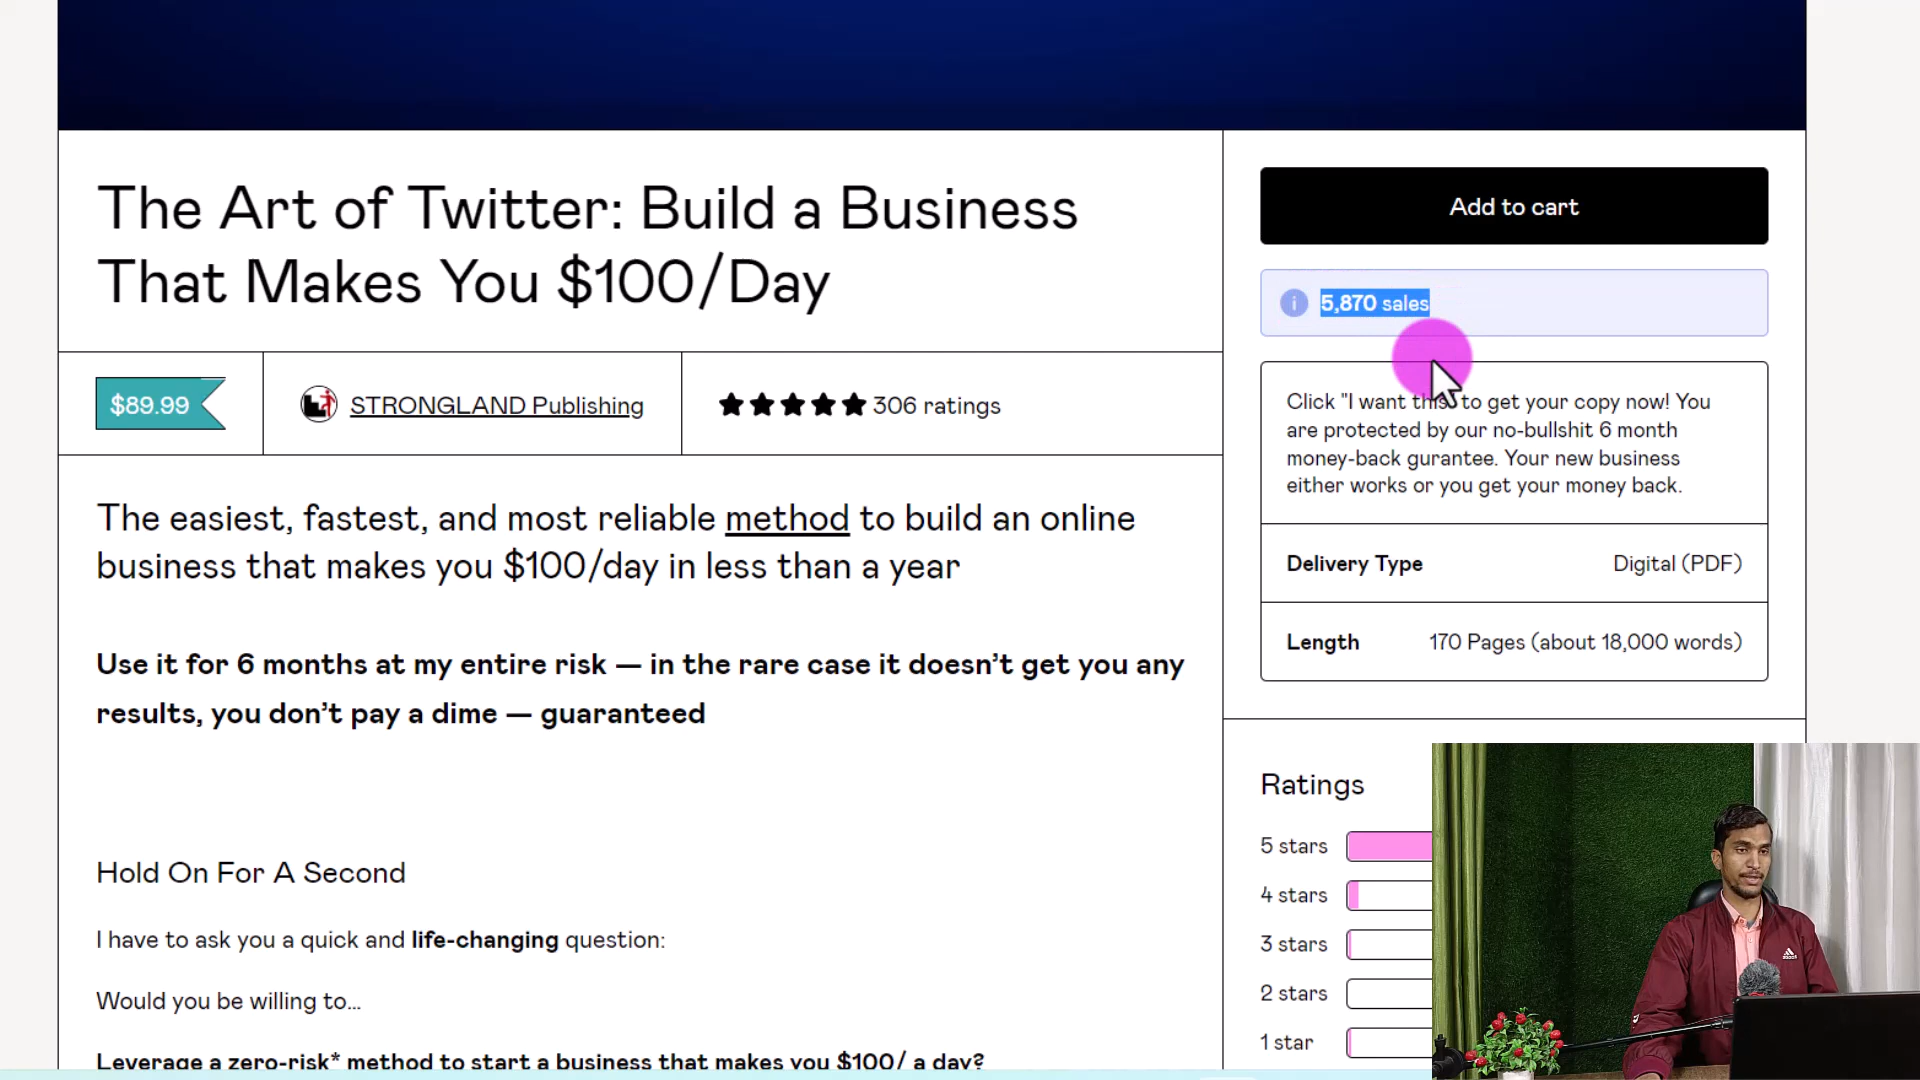 The Art of Twitter: Build a Business
That Makes You $100/Day
$89.99
STRONGLAND Publishing
306 ratings
The easiest, fastest, and most reliable method to build an online
business that makes you $100/day in less than a year
Use it for 6 months at my entire risk — in the rare case it doesn’t get you any
results, you don’t pay a dime — guaranteed
Hold On For A Second
I have to ask you a quick and life-changing question:
Would you be willing to...
Leverage a zero-risk* method to start a business that makes you $100/ a day?
Add to cart
i
5,870 sales
Click "I want this" to get your copy now! You
are protected by our no-bullshit 6 month
money-back gurantee. Your new business
either works or you get your money back.
Delivery Type Digital (PDF)
Length 170 Pages (about 18,000 words)
Ratings
5 stars
4 stars
3 stars
2 stars
1 star